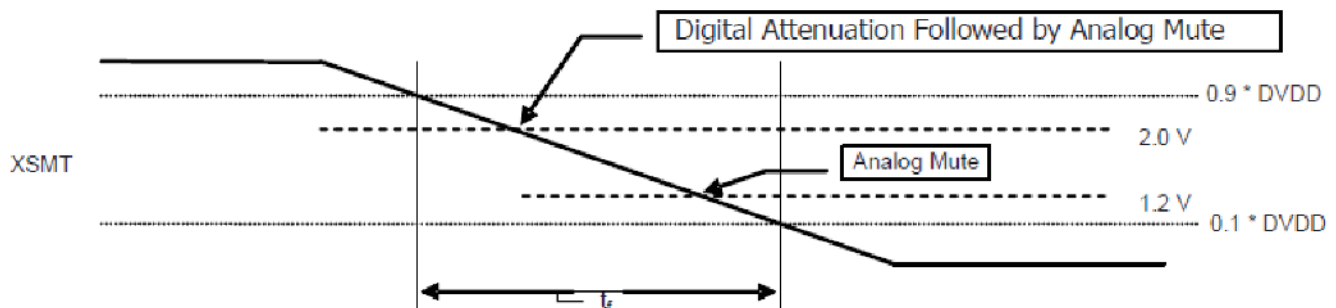 Digital Attenuation Followed by Analog Mute
0.9 * DVDD
2.0 V
XSMT
Analog Mute
1.2 V
0.1 * DVDD
tf